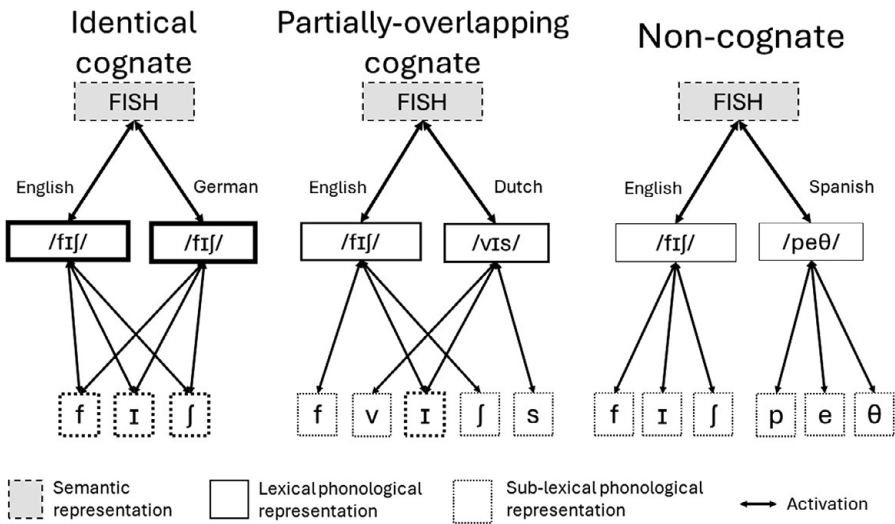 Identical
cognate
Partially-overlapping
cognate
Non-cognate
FISH
FISH
FISH
English
German
English
Dutch
English
Spanish
/fɪʃ/
/fɪʃ/
/fɪʃ/
/vɪs/
/fɪʃ/
/peθ/
f ɪ ʃ
f v ɪ ʃ s
f ɪ ʃ p e θ
Semantic
representation
Lexical phonological
representation
Sub-lexical phonological
representation
Activation